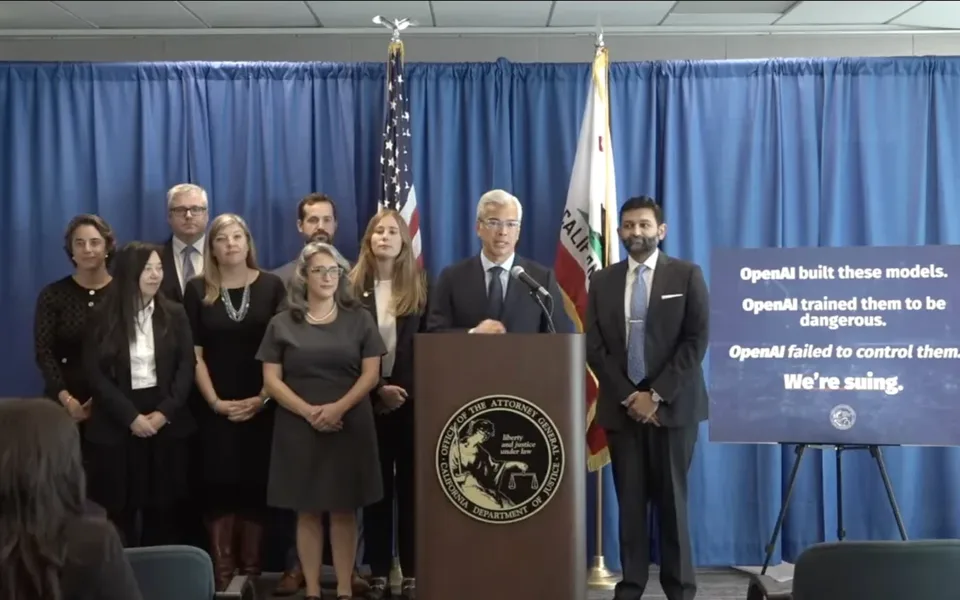 CALIF
OpenAI built these models.
OpenAI trained them to be
dangerous.
OpenAI failed to control them.
We're suing.
OFFICE OF THE ATTORNEY GENERAL
liberty
and justice
under law
CALIFORNIA DEPARTMENT OF JUSTICE